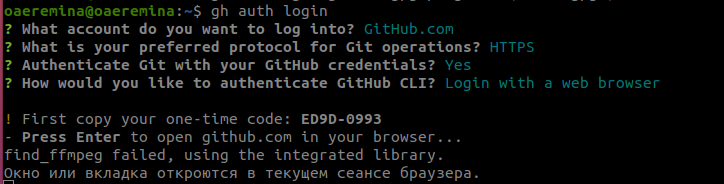 oaeremina@oaeremina:~$ gh auth login
? What account do you want to log into? GitHub.com
? What is your preferred protocol for Git operations? HTTPS
? Authenticate Git with your GitHub credentials? Yes
? How would you like to authenticate GitHub CLI? Login with a web browser
! First copy your one-time code: ED9D-0993
- Press Enter to open github.com in your browser...
find_ffmpeg failed, using the integrated library.
Окно или вкладка откроются в текущем сеансе браузера.